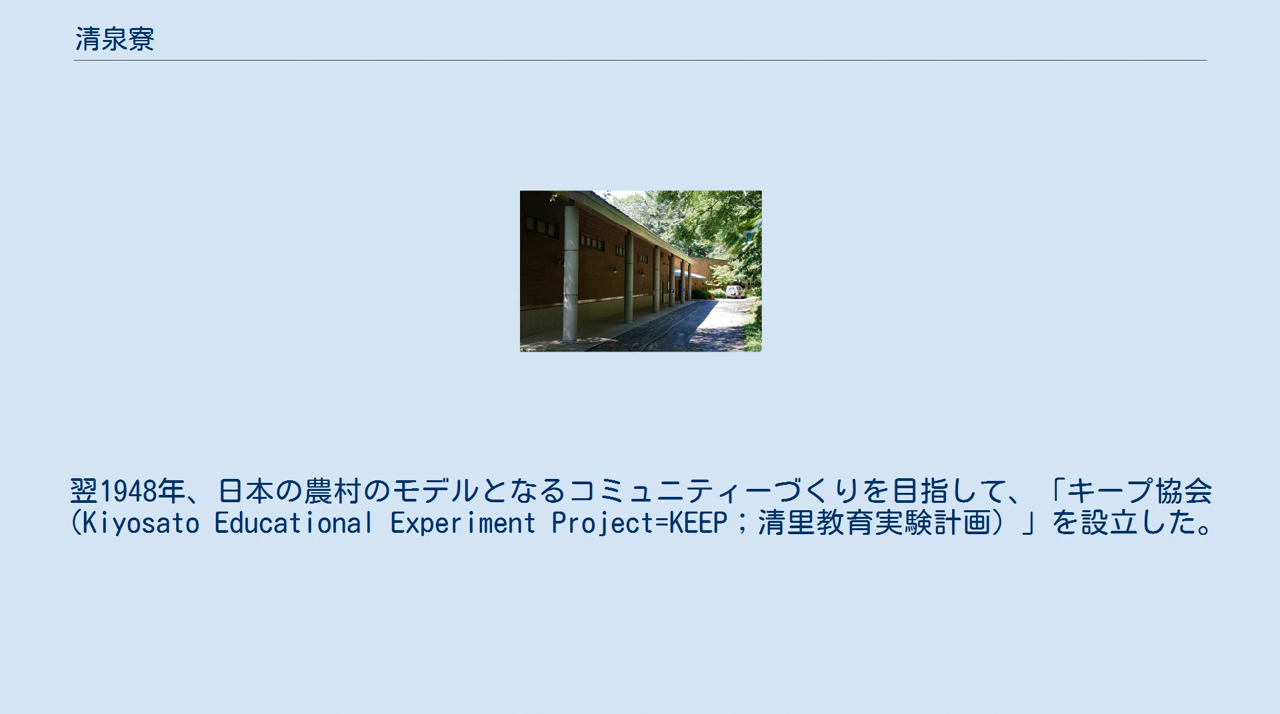 清泉寮
翌1948年、日本の農村のモデルとなるコミュニティーづくりを目指して、「キープ協会
(Kiyosato Educational Experiment Project=KEEP；清里教育実験計画）」を設立した。